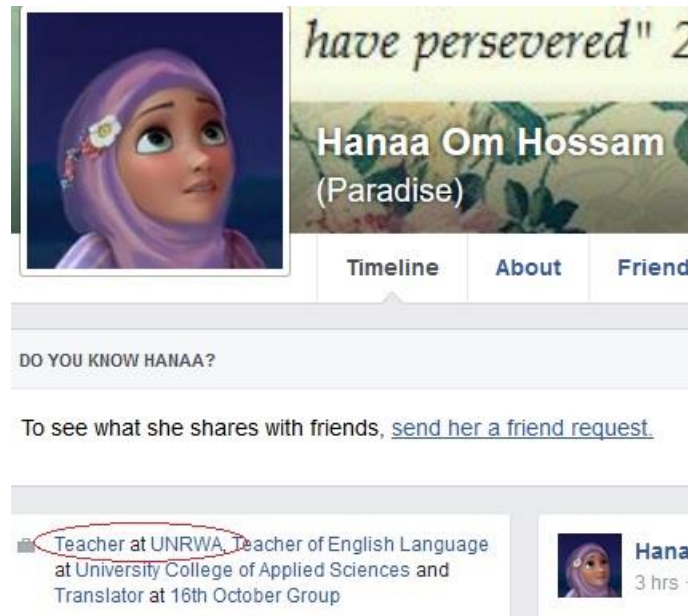 have persevered" 2
Hanaa Om Hossam
(Paradise)
Timeline About Friend
DO YOU KNOW HANAA?
To see what she shares with friends, send her a friend request.
Teacher at UNRWA, Teacher of English Language
at University College of Applied Sciences and
Translator at 16th October Group
Hana
3 hrs ·